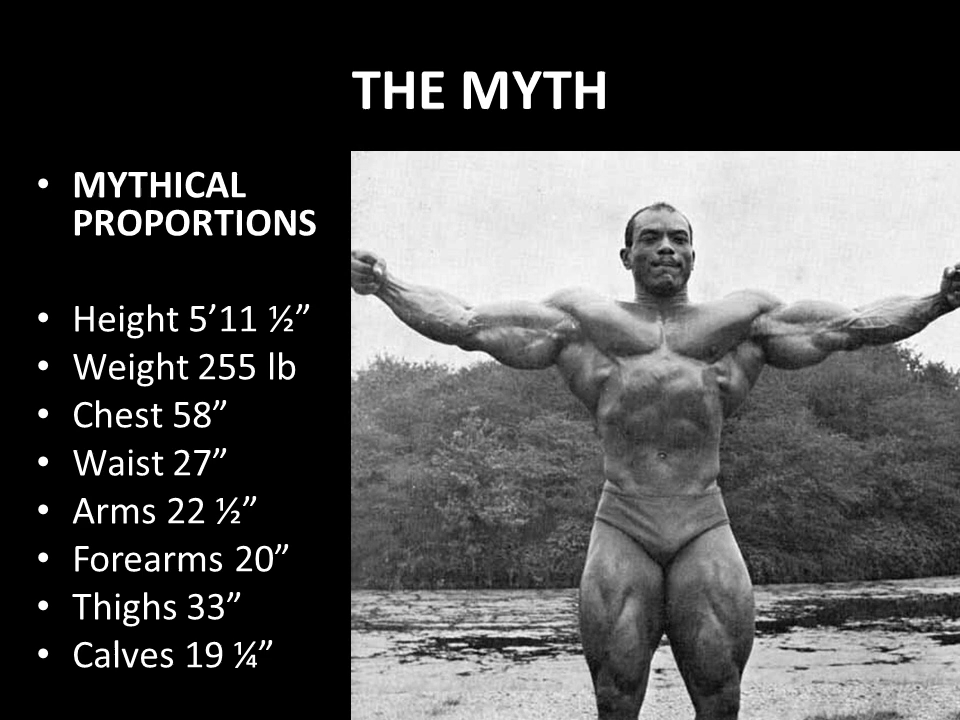 THE MYTH
• MYTHICAL
PROPORTIONS
• Height 5’11 ½”
• Weight 255 lb
• Chest 58”
• Waist 27”
• Arms 22 ½”
• Forearms 20”
• Thighs 33”
• Calves 19 ¼”